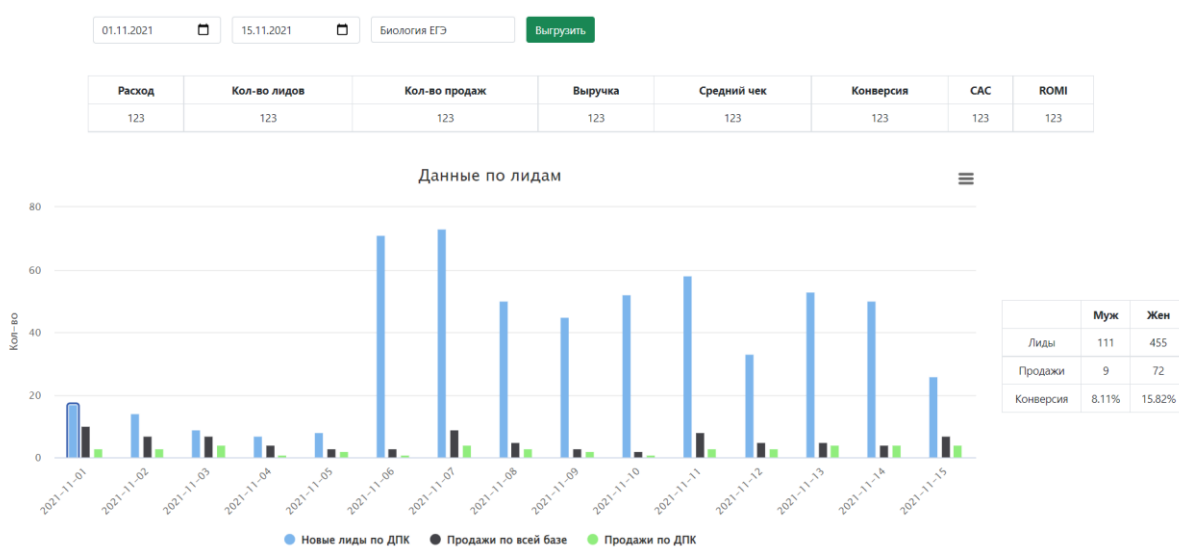 01.11.2021 15.11.2021 Биология ЕГЭ Выгрузить
Расход Кол-во лидов Кол-во продаж Выручка Средний чек Конверсия CAC ROMI
123 123 123 123 123 123 123 123
Данные по лидам
80
60
40
20
0
Кол-во
2021-11-01 2021-11-02 2021-11-03 2021-11-04 2021-11-05 2021-11-06 2021-11-07 2021-11-08 2021-11-09 2021-11-10 2021-11-11 2021-11-12 2021-11-13 2021-11-14 2021-11-15
Новые лиды по ДПК Продажи по всей базе Продажи по ДПК
Муж Жен
Лиды 111 455
Продажи 9 72
Конверсия 8.11% 15.82%